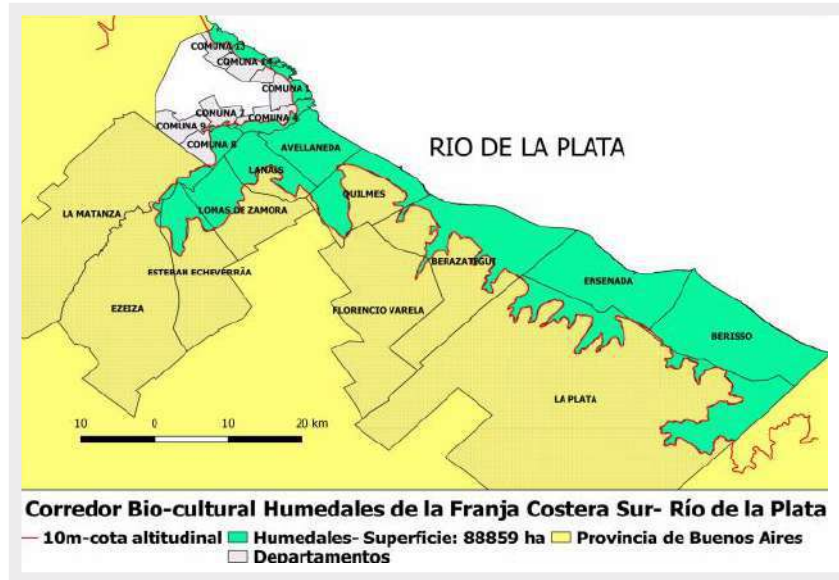 COMUNA 13
COMUNA 14
COMUNA 1
COMUNA 7
COMUNA 4
COMUNA 9
COMUNA 8
AVELLANEDA
RIO DE LA PLATA
LANÃºS
QUILMES
LA MATANZA
LOMAS DE ZAMORA
ESTEBAN ECHEVERRÃA
BERAZATEGUI
ENSENADA
EZEIZA
FLORENCIO VARELA
BERISSO
LA PLATA
10 0 10 20 km
Corredor Bio-cultural Humedales de la Franja Costera Sur- Río de la Plata
10m-cota altitudinal Humedales- Superficie: 88859 ha Provincia de Buenos Aires
Departamentos